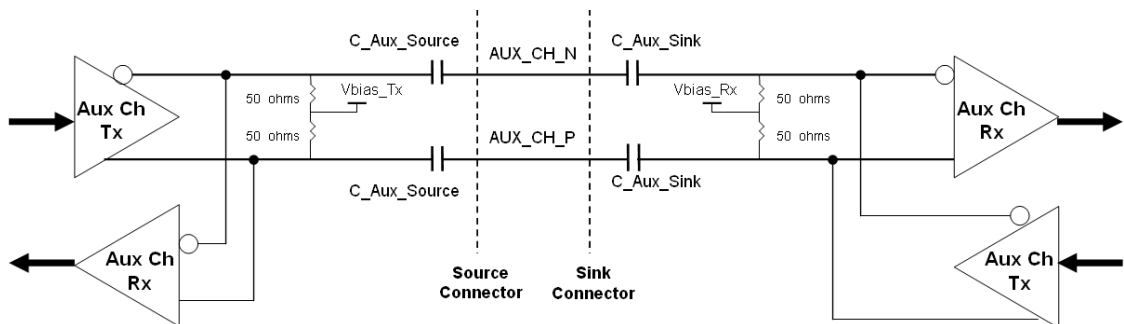 C_Aux_Source
AUX_CH_N
C_Aux_Sink
Aux Ch
Tx
50 ohms
Vbias_Tx
50 ohms
Vbias_Rx
50 ohms
50 ohms
Aux Ch
Rx
AUX_CH_P
C_Aux_Source
C_Aux_Sink
Aux Ch
Rx
Source
Connector
Sink
Connector
Aux Ch
Tx